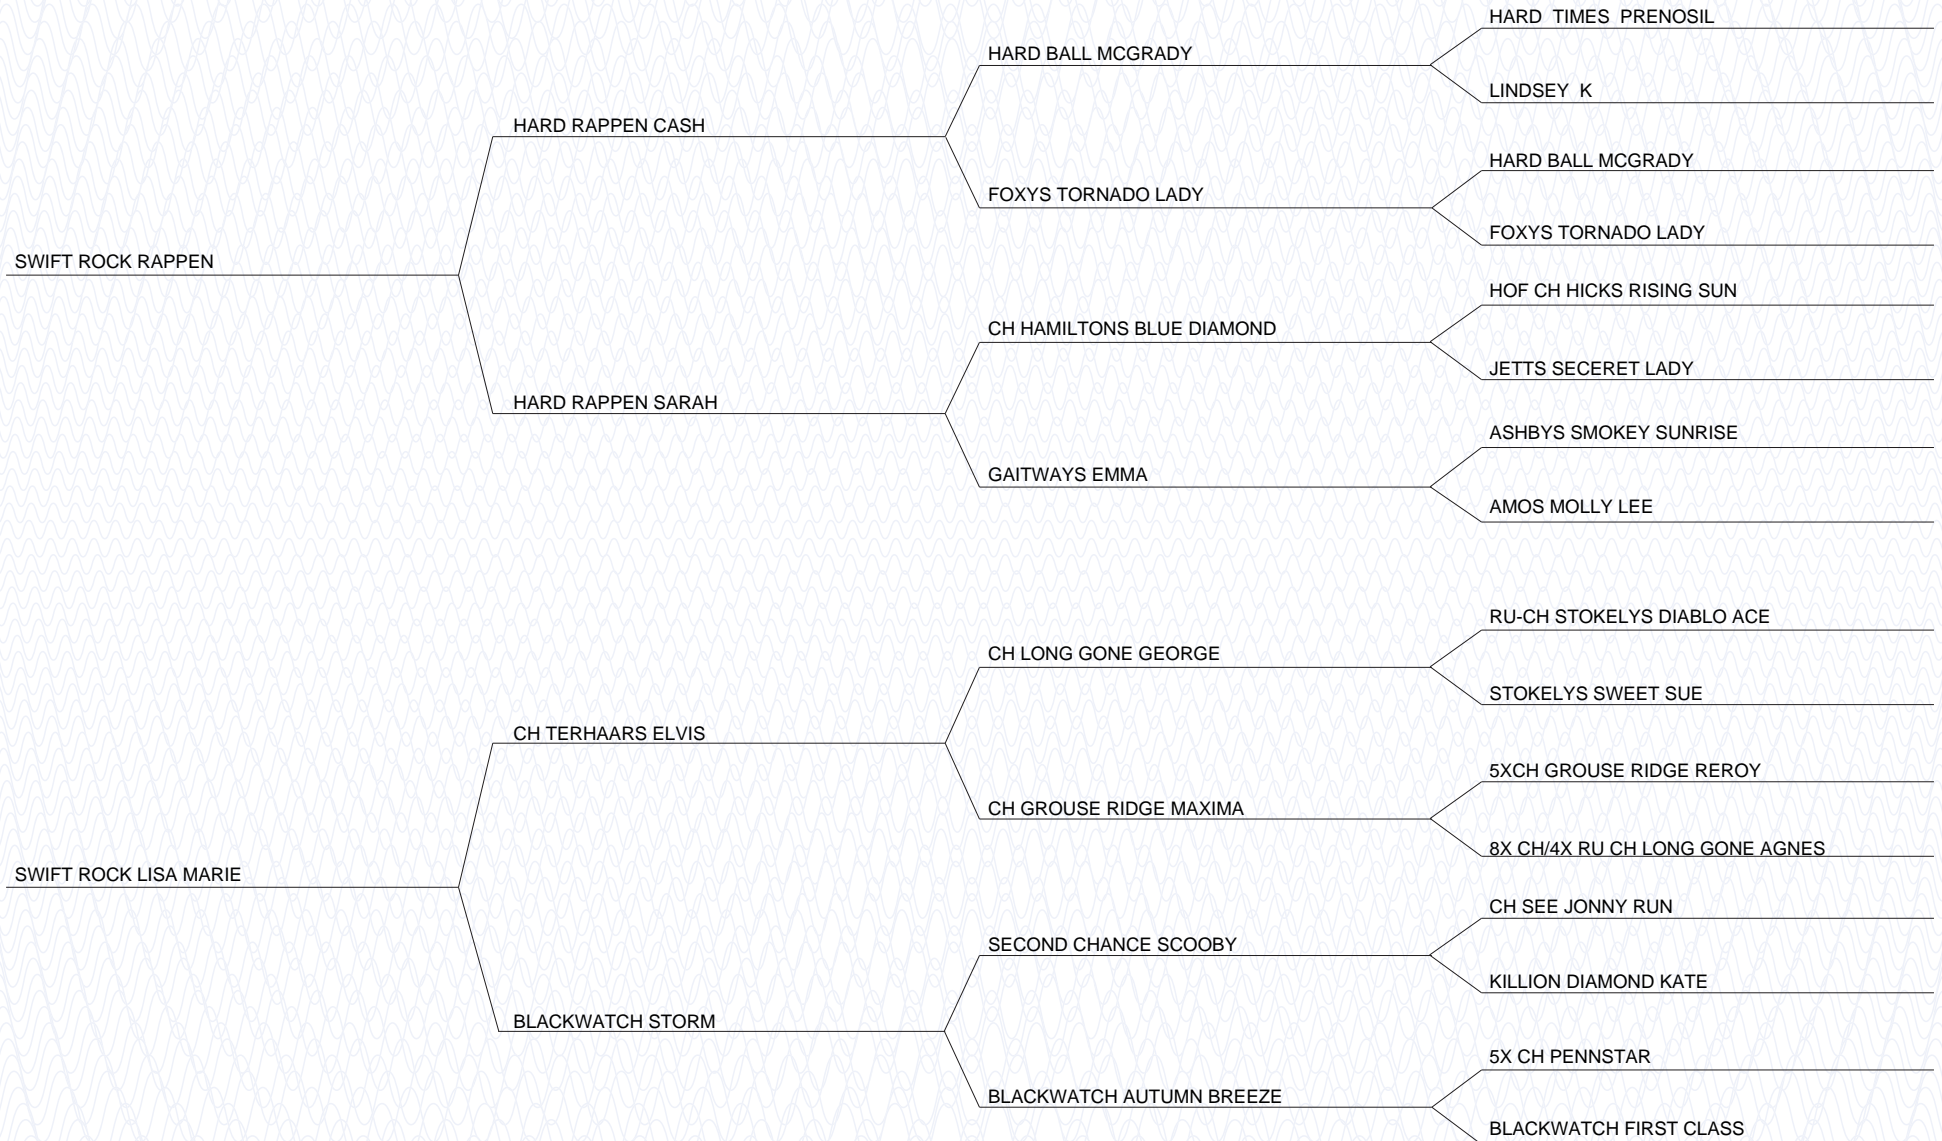 HARD TIMES PRENOSIL
HARD BALL MCGRADY
LINDSEY K
HARD RAPPEN CASH
HARD BALL MCGRADY
FOXYS TORNADO LADY
FOXYS TORNADO LADY
SWIFT ROCK RAPPEN
HOF CH HICKS RISING SUN
CH HAMILTONS BLUE DIAMOND
JETTS SECERET LADY
HARD RAPPEN SARAH
ASHBYS SMOKEY SUNRISE
GAITWAYS EMMA
AMOS MOLLY LEE
RU-CH STOKELYS DIABLO ACE
CH LONG GONE GEORGE
STOKELYS SWEET SUE
CH TERHAARS ELVIS
5XCH GROUSE RIDGE REROY
CH GROUSE RIDGE MAXIMA
8X CH/4X RU CH LONG GONE AGNES
SWIFT ROCK LISA MARIE
CH SEE JONNY RUN
SECOND CHANCE SCOOBY
KILLION DIAMOND KATE
BLACKWATCH STORM
5X CH PENNSTAR
BLACKWATCH AUTUMN BREEZE
BLACKWATCH FIRST CLASS